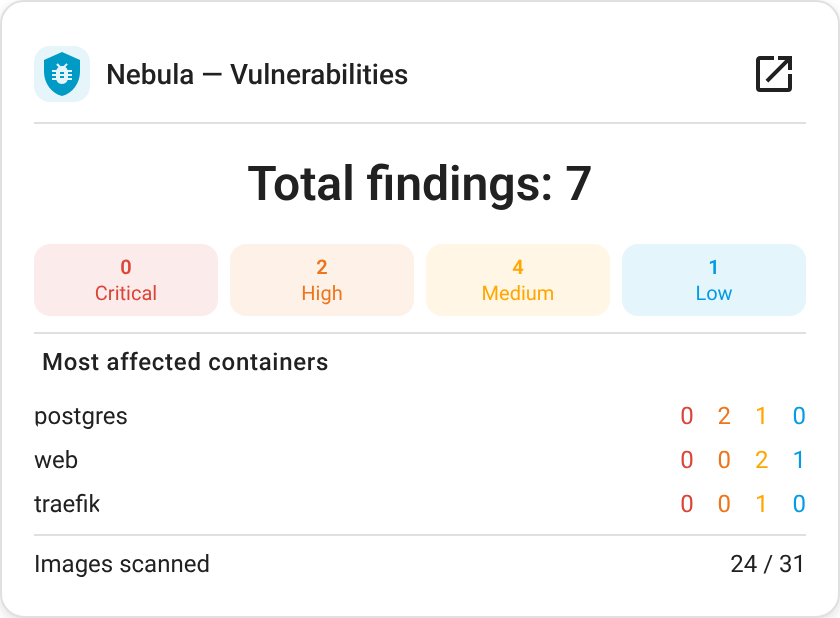 Nebula — Vulnerabilities
Total findings: 7
0 2 4 1
Critical High Medium Low
Most affected containers
postgres 0 2 1 0
web 0 0 2 1
traefik 0 0 1 0
Images scanned 24 / 31